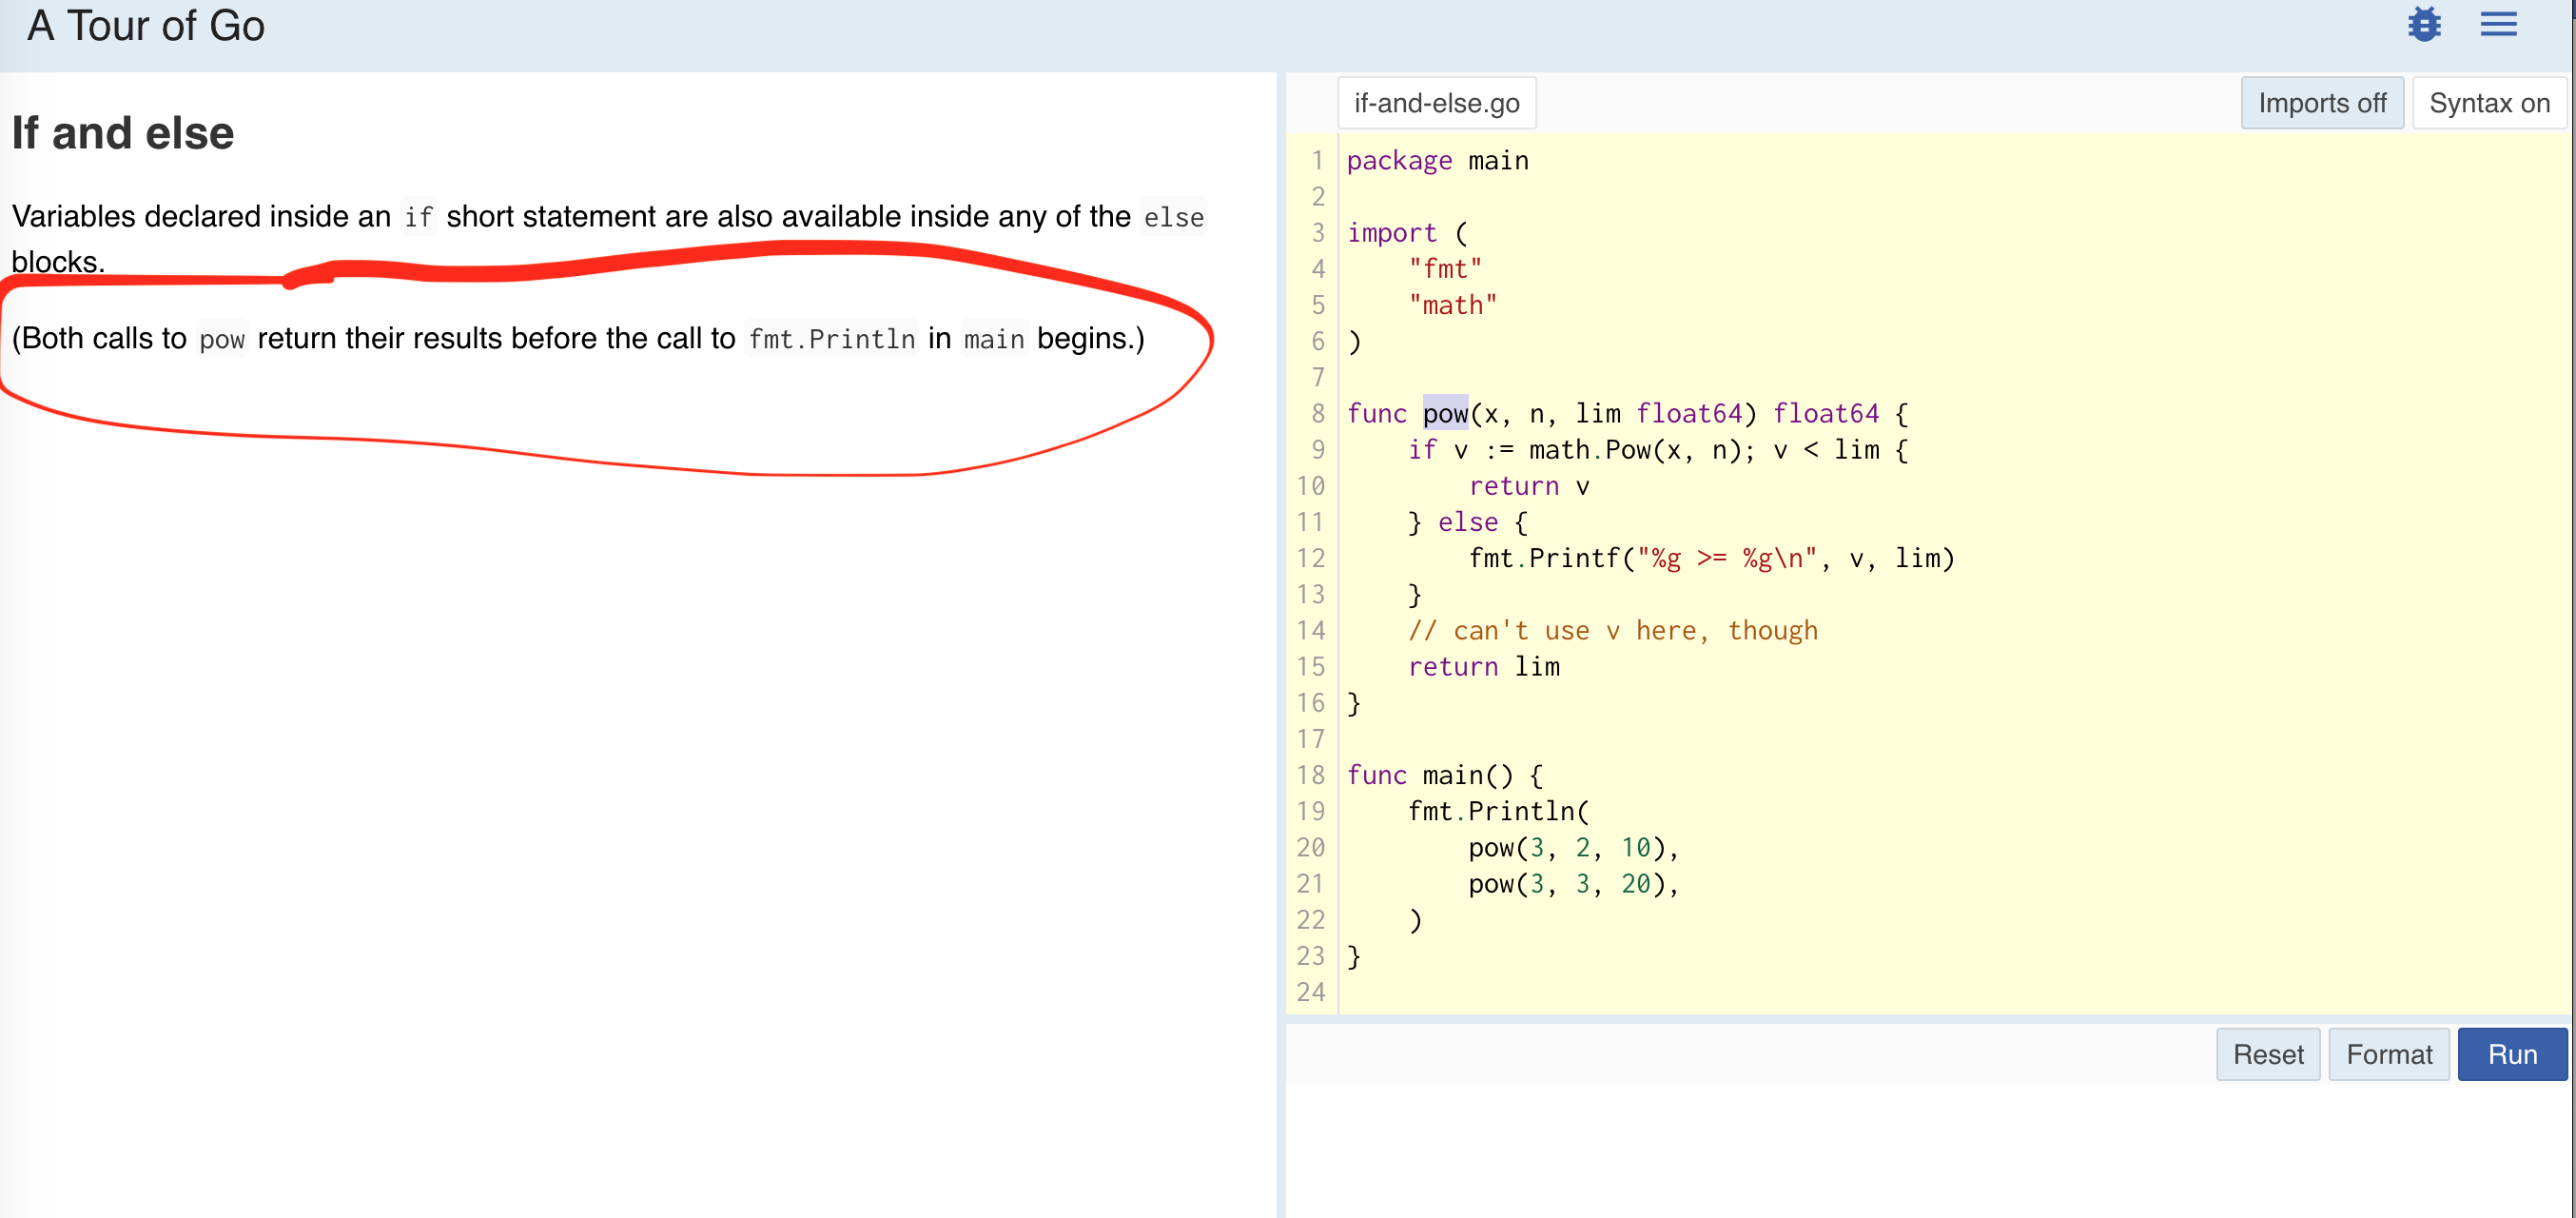 A Tour of Go
If and else
Variables declared inside an if short statement are also available inside any of the else
blocks.
(Both calls to pow return their results before the call to fmt.Println in main begins.)
if-and-else.go
Imports off
Syntax on
1 package main
2
3 import (
4     "fmt"
5     "math"
6 )
7
8 func pow(x, n, lim float64) float64 {
9     if v := math.Pow(x, n); v < lim {
10         return v
11     } else {
12         fmt.Printf("%g >= %g\n", v, lim)
13     }
14     // can't use v here, though
15     return lim
16 }
17
18 func main() {
19     fmt.Println(
20         pow(3, 2, 10),
21         pow(3, 3, 20),
22     )
23 }
24
Reset
Format
Run